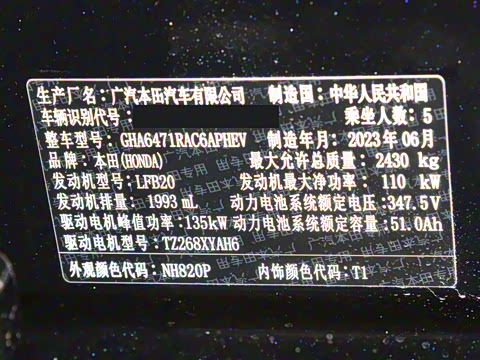 生产厂名：广汽本田汽车有限公司 制造国：中华人民共和国
车辆识别代号： 乘坐人数：5
整车型号：GHA6471RAC6APHEV 制造年月：2023年06月
品牌：本田(HONDA) 最大允许总质量：2430 kg
发动机型号：LFB20 发动机最大净功率：110 kW
发动机排量：1993 mL 动力电池系统额定电压：347.5V
驱动电机峰值功率：135kW 动力电池系统额定容量：51.0Ah
驱动电机型号：TZ268XYAH6
外观颜色代码：NH820P 内饰颜色代码：T1